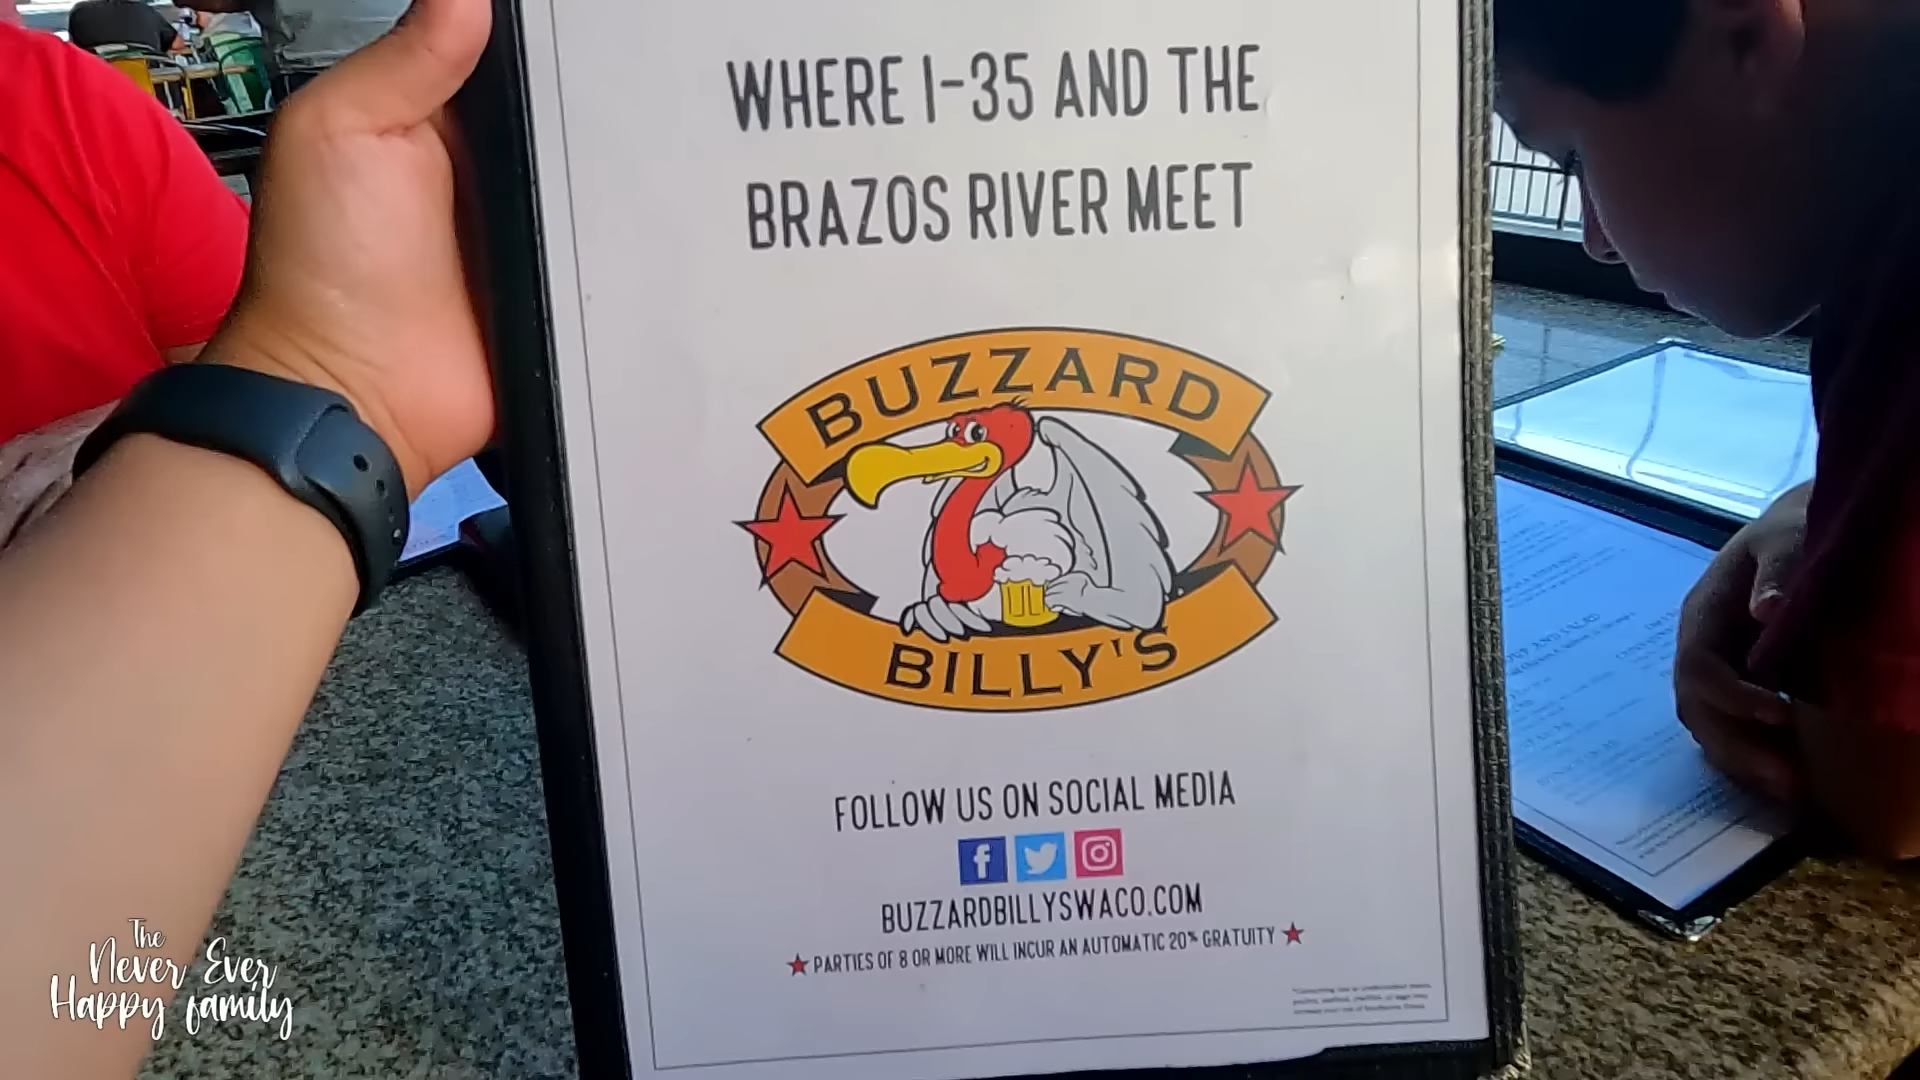 WHERE I-35 AND THE
BRAZOS RIVER MEET
BUZZARD
BILLY'S
FOLLOW US ON SOCIAL MEDIA
BUZZARDBILLYSWACO.COM
PARTIES OF 8 OR MORE WILL INCUR AN AUTOMATIC 20% GRATUITY
The
Never Ever
Happy family